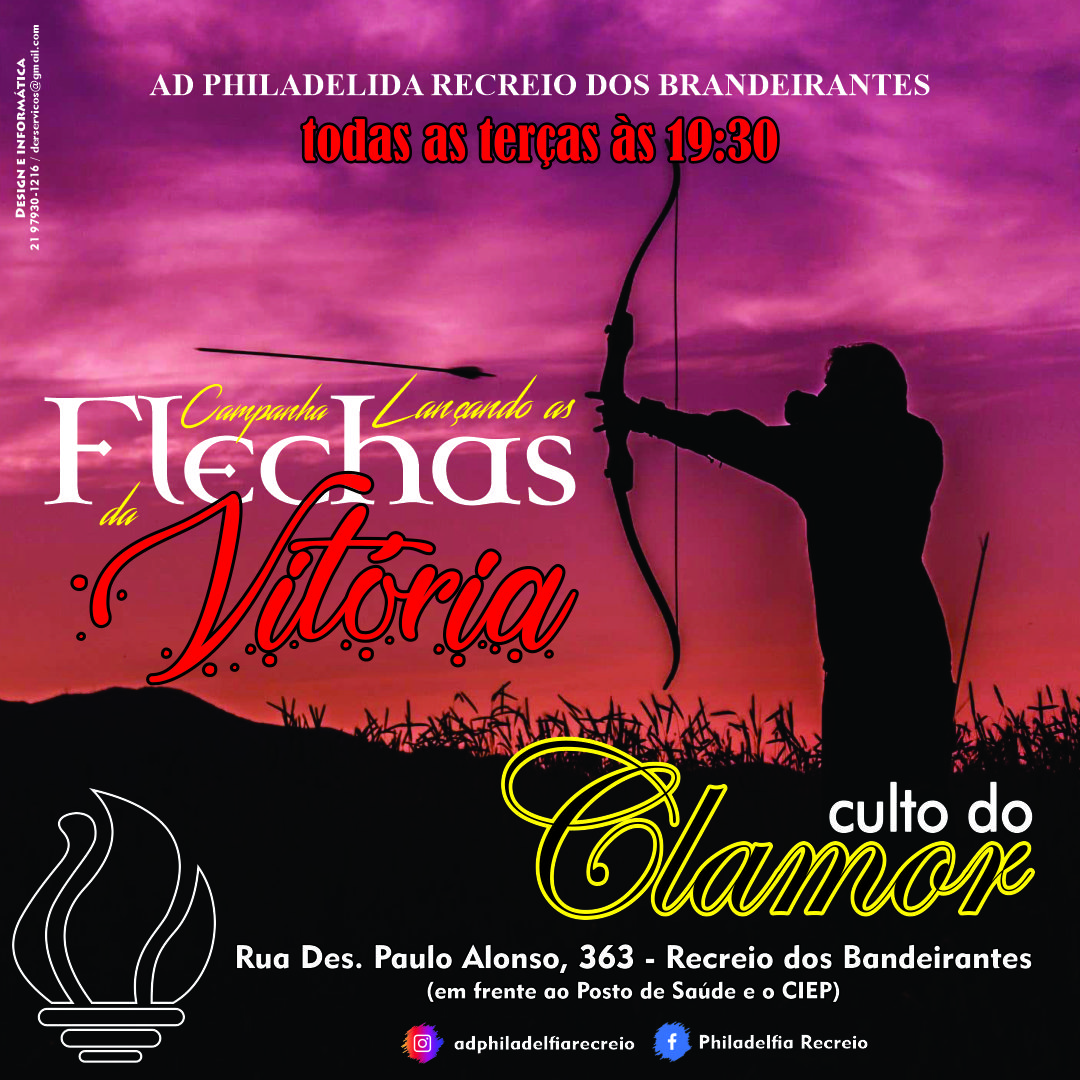 DESIGN E INFORMÁTICA
21 97930-1216 / derservicos@gmail.com
AD PHILADELIDA RECREIO DOS BRANDEIRANTES
todas as terças às 19:30
Campanha Lançando as
Flechas
da
Vitória
culto do
Clamor
Rua Des. Paulo Alonso, 363 - Recreio dos Bandeirantes
(em frente ao Posto de Saúde e o CIEP)
adphiladelfiarecreio
Philadelfia Recreio